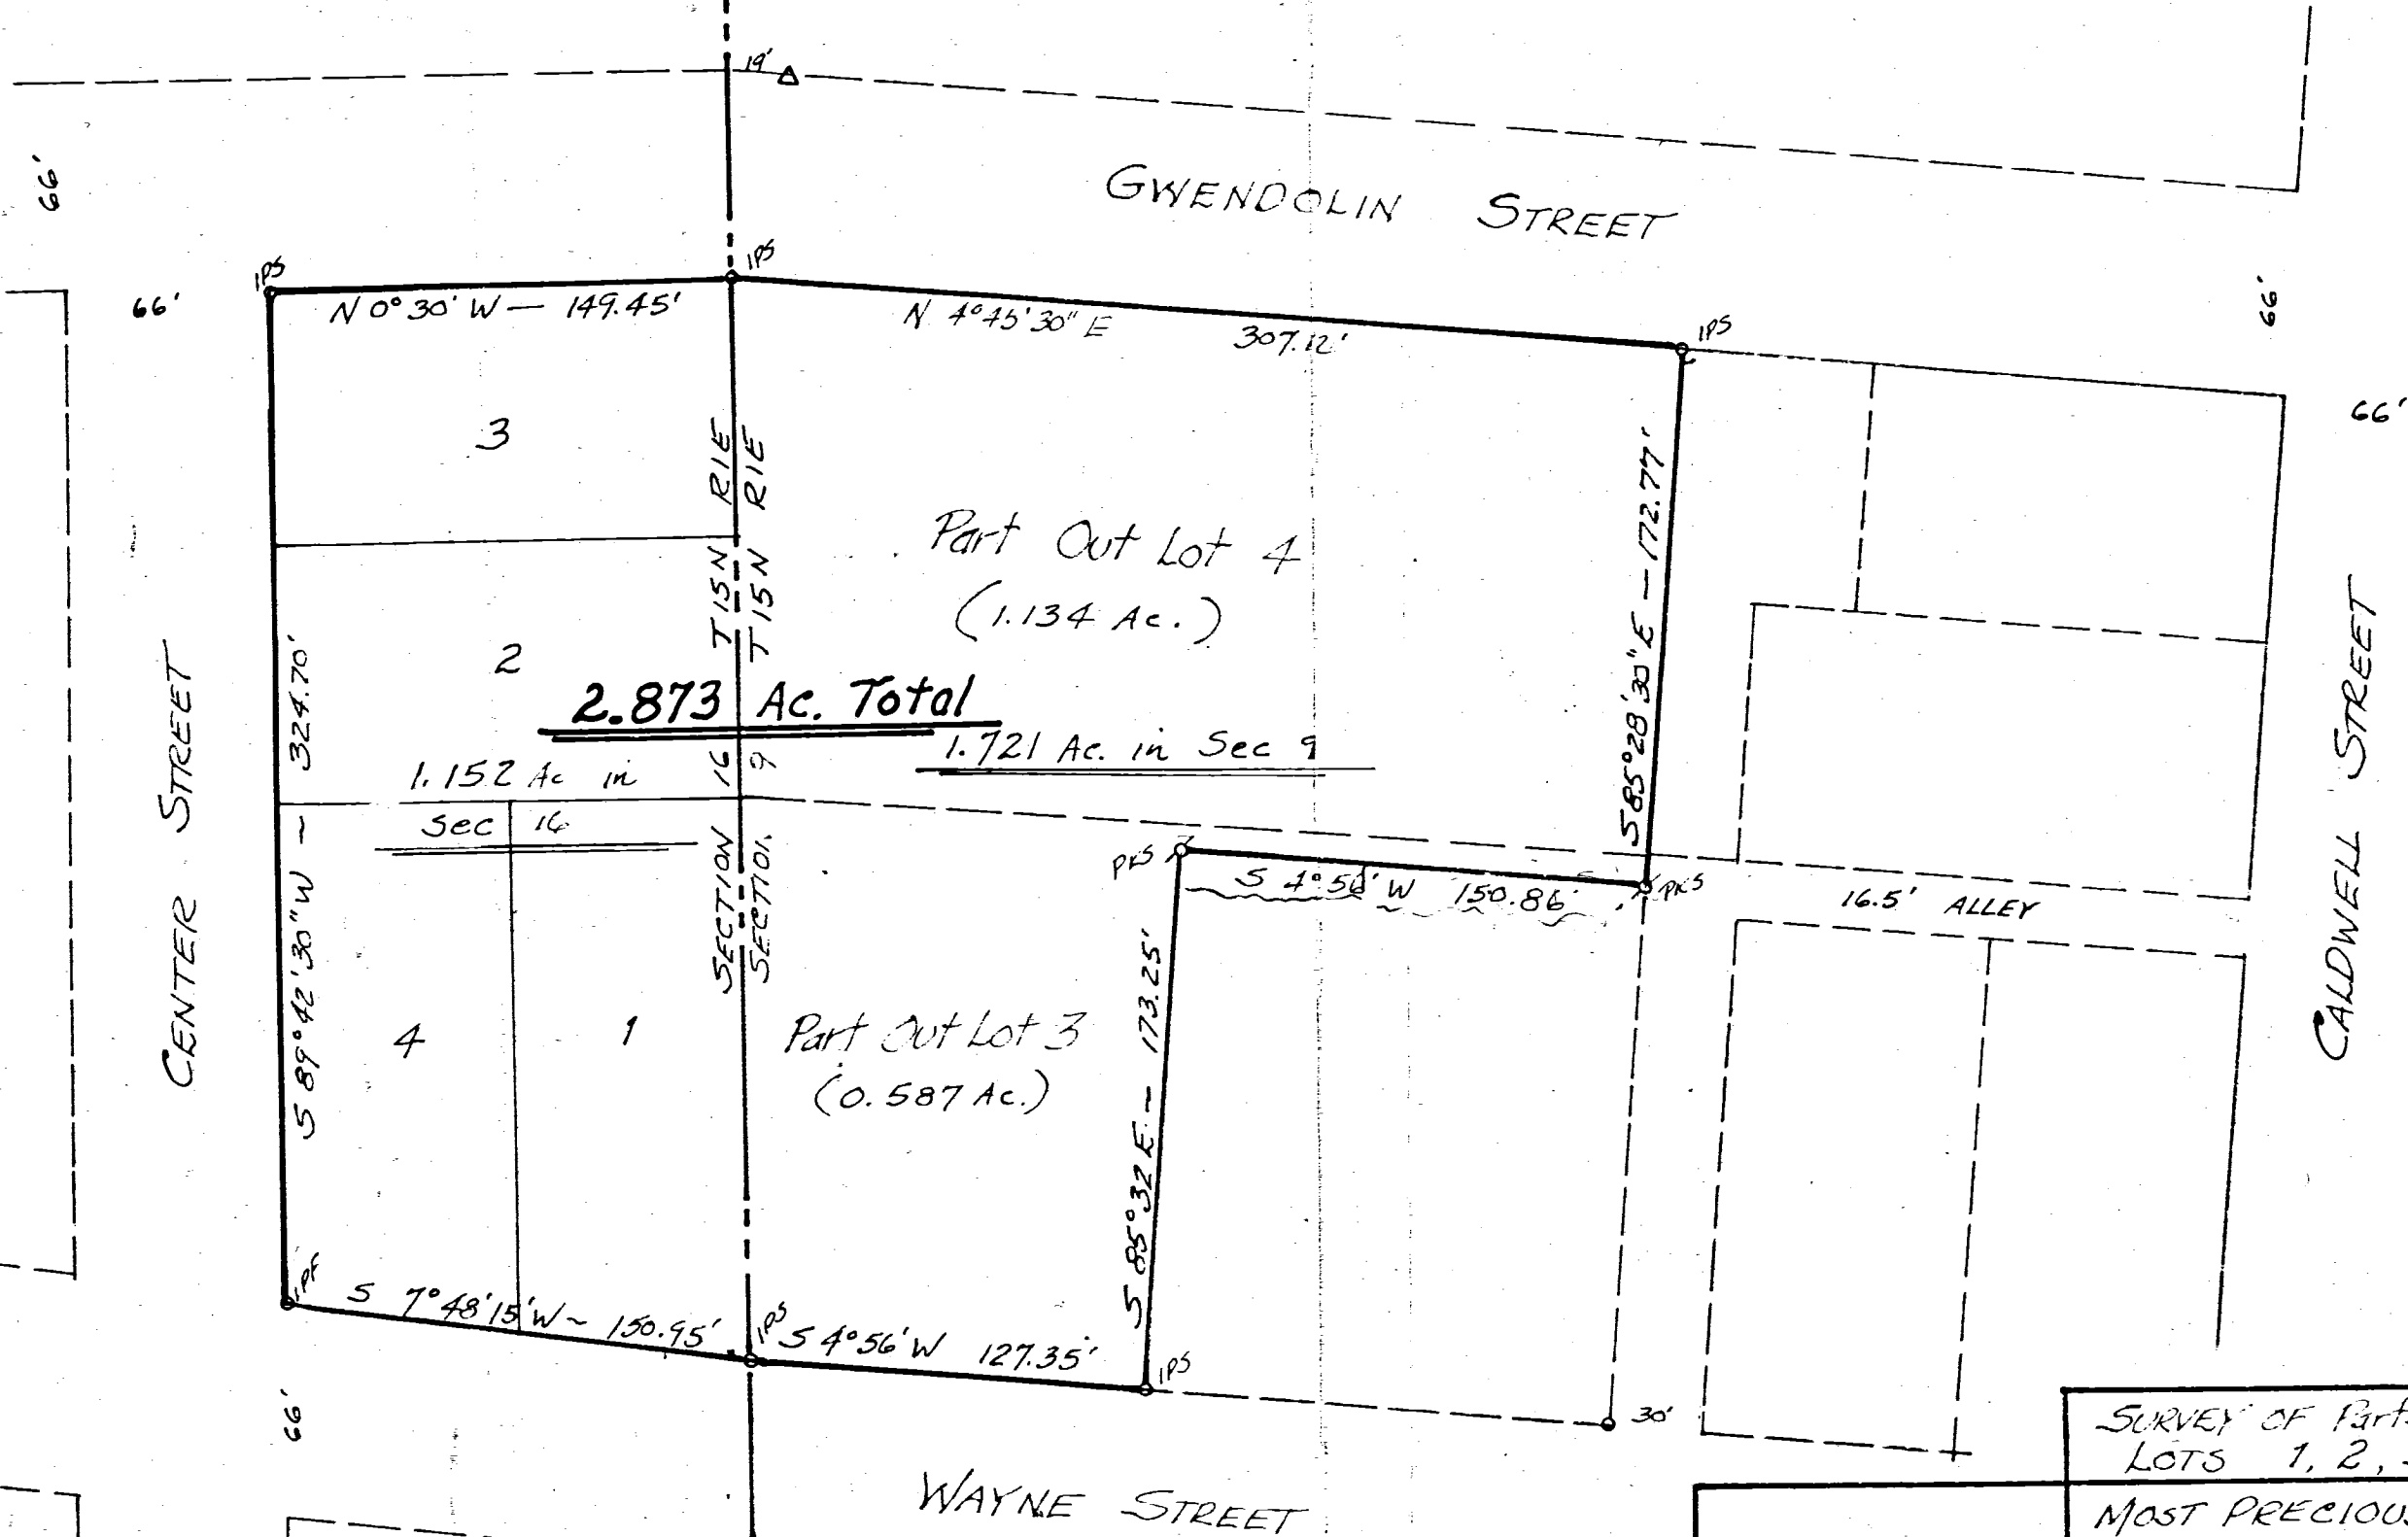 19'
66'
GWENDOLIN STREET
IPS
IPS
66'
N 0°30' W — 149.45'
N 4°45'30" E 307.12'
IPS
66'
66'
3
T15N R1E
T15N R1E
Part Out Lot 4
(1.134 Ac.)
S 85°28'30" E — 172.77'
2
2.873 Ac. Total
1.721 Ac. in Sec 9
1.152 Ac in
Sec 16
SECTION 16
SECTION 9
CENTER STREET
S 89°42'30" W ~ 324.70'
CALDWELL STREET
PKS
S 4°56' W 150.86'
PKS
16.5' ALLEY
4
1
Part Out Lot 3
(0.587 Ac.)
S 85°32 E — 173.25'
IPF
S 7°48'15" W ~ 150.95'
IPS
S 4°56' W 127.35'
IPS
30'
66'
WAYNE STREET
SURVEY OF Part
LOTS 1, 2,
MOST PRECIOUS